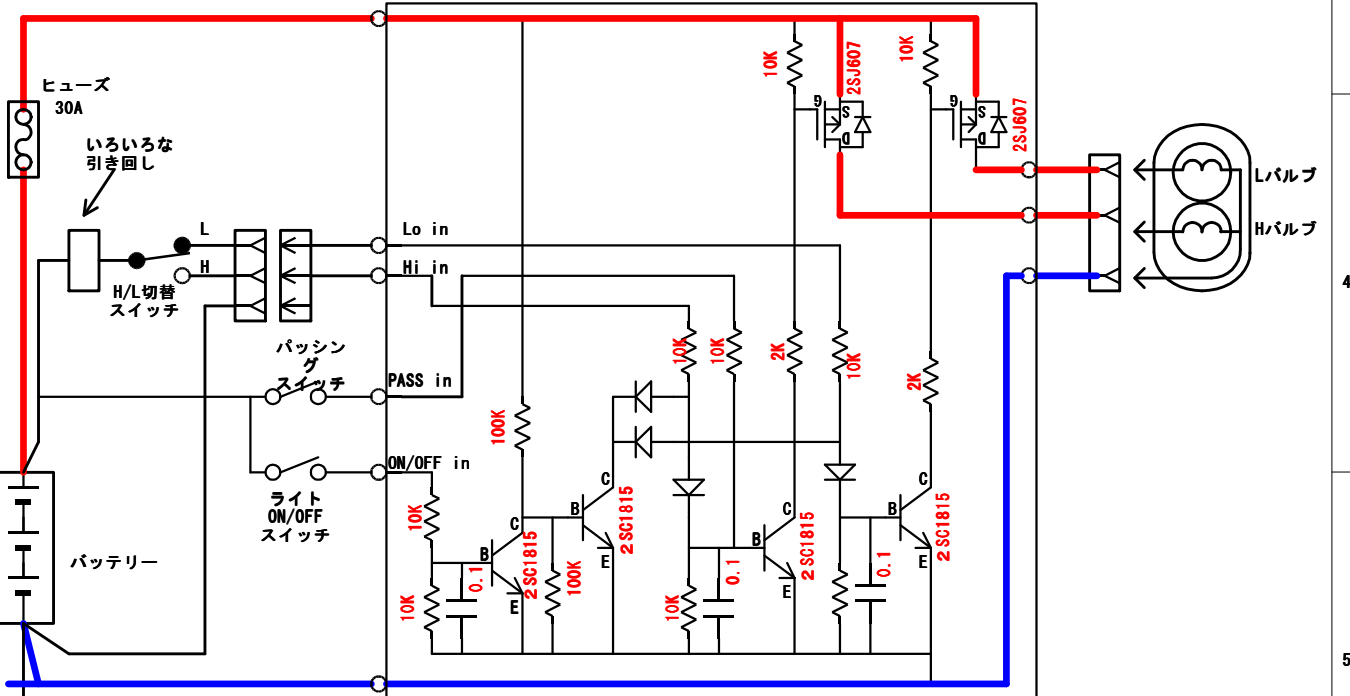 ヒューズ
30A
いろいろな
引き回し
L
H
H/L切替
スイッチ
パッシン
グ
スイッチ
ライト
ON/OFF
スイッチ
バッテリー
Lo in
Hi in
PASS in
ON/OFF in
10K
G
S
D
2SJ607
10K
G
S
D
2SJ607
Lバルブ
Hバルブ
10K
10K
2K
10K
2K
100K
10K
10K
0.1
B
C
E
2SC1815
100K
B
C
E
2SC1815
10K
0.1
B
C
E
2SC1815
0.1
B
C
E
2SC1815
4
5